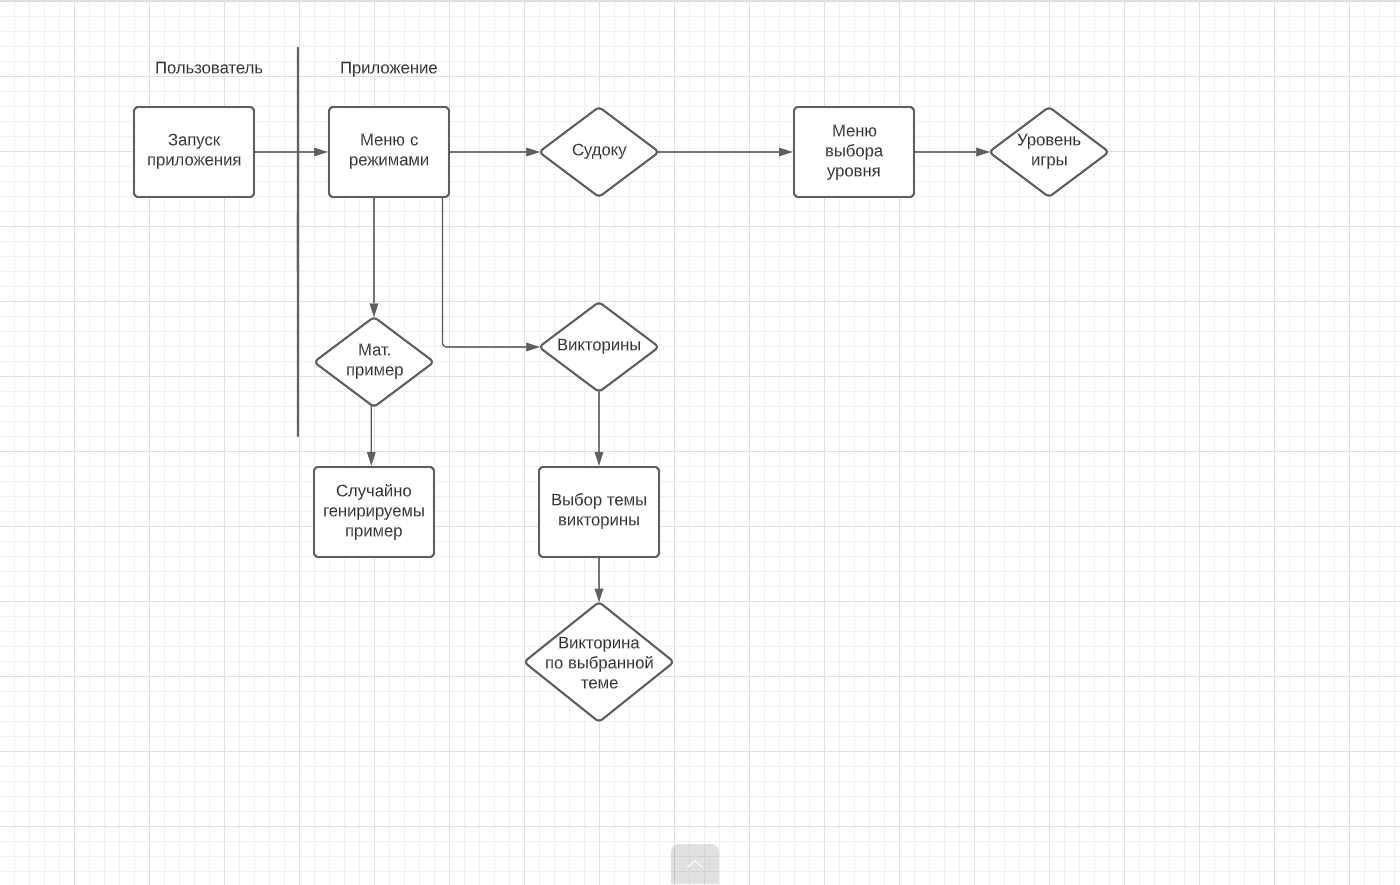 Пользователь
Приложение
Запуск
приложения
Меню с
режимами
Судоку
Меню
выбора
уровня
Уровень
игры
Мат.
пример
Викторины
Случайно
генирируемы
пример
Выбор темы
викторины
Викторина
по выбранной
теме